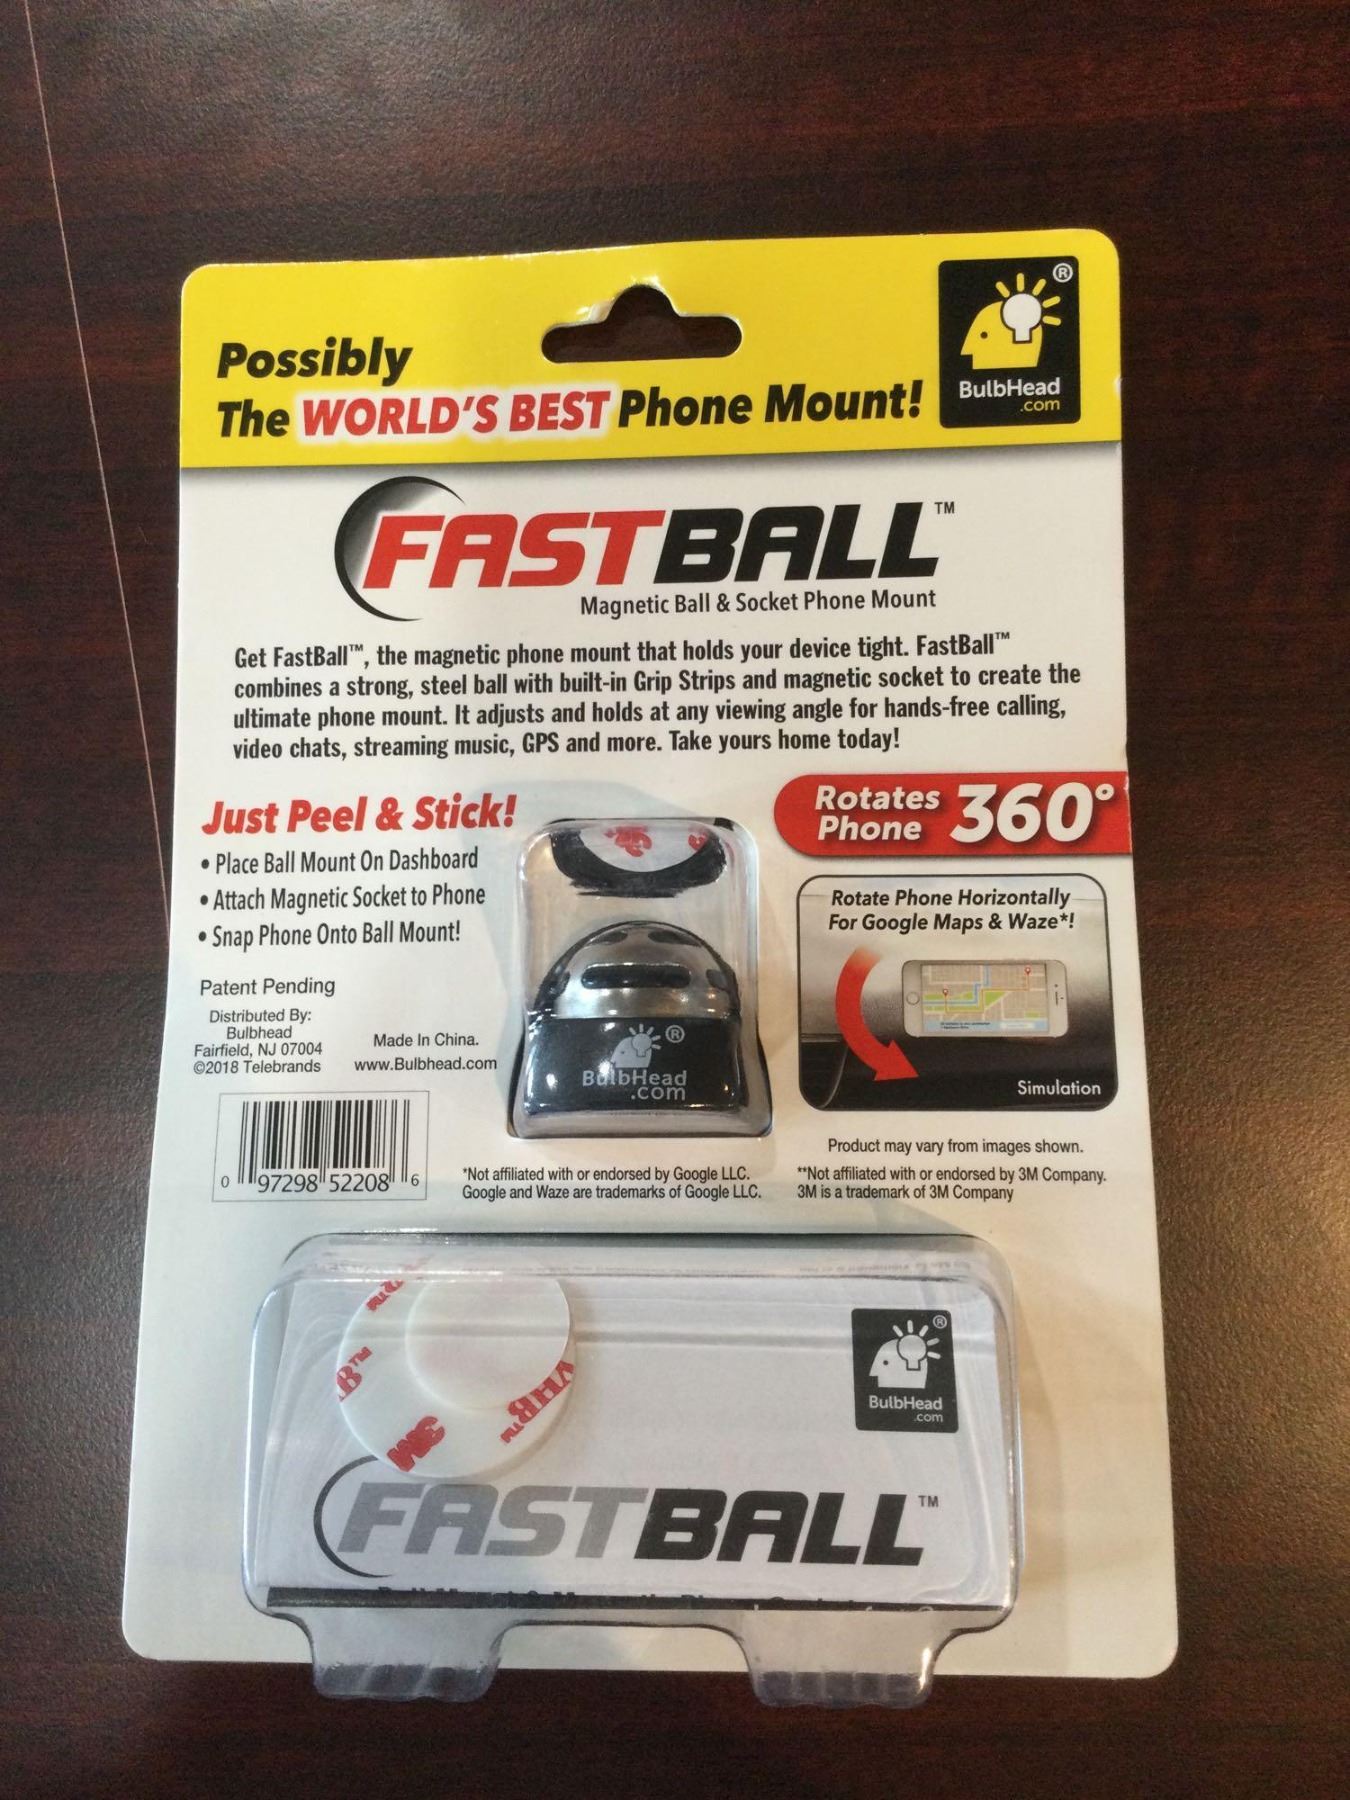 Possibly
The WORLD'S BEST Phone Mount!
®
BulbHead
.com
FASTBALL™
Magnetic Ball & Socket Phone Mount
Get FastBall™, the magnetic phone mount that holds your device tight. FastBall™
combines a strong, steel ball with built-in Grip Strips and magnetic socket to create the
ultimate phone mount. It adjusts and holds at any viewing angle for hands-free calling,
video chats, streaming music, GPS and more. Take yours home today!
Just Peel & Stick!
• Place Ball Mount On Dashboard
• Attach Magnetic Socket to Phone
• Snap Phone Onto Ball Mount!
Rotates
Phone 360°
Rotate Phone Horizontally
For Google Maps & Waze*!
Simulation
Patent Pending
Distributed By:
Bulbhead
Fairfield, NJ 07004
©2018 Telebrands
Made In China.
www.Bulbhead.com
®
BulbHead
.com
0 97298 52208 6
*Not affiliated with or endorsed by Google LLC.
Google and Waze are trademarks of Google LLC.
Product may vary from images shown.
**Not affiliated with or endorsed by 3M Company.
3M is a trademark of 3M Company
VHB™
3M
®
BulbHead
.com
FASTBALL™